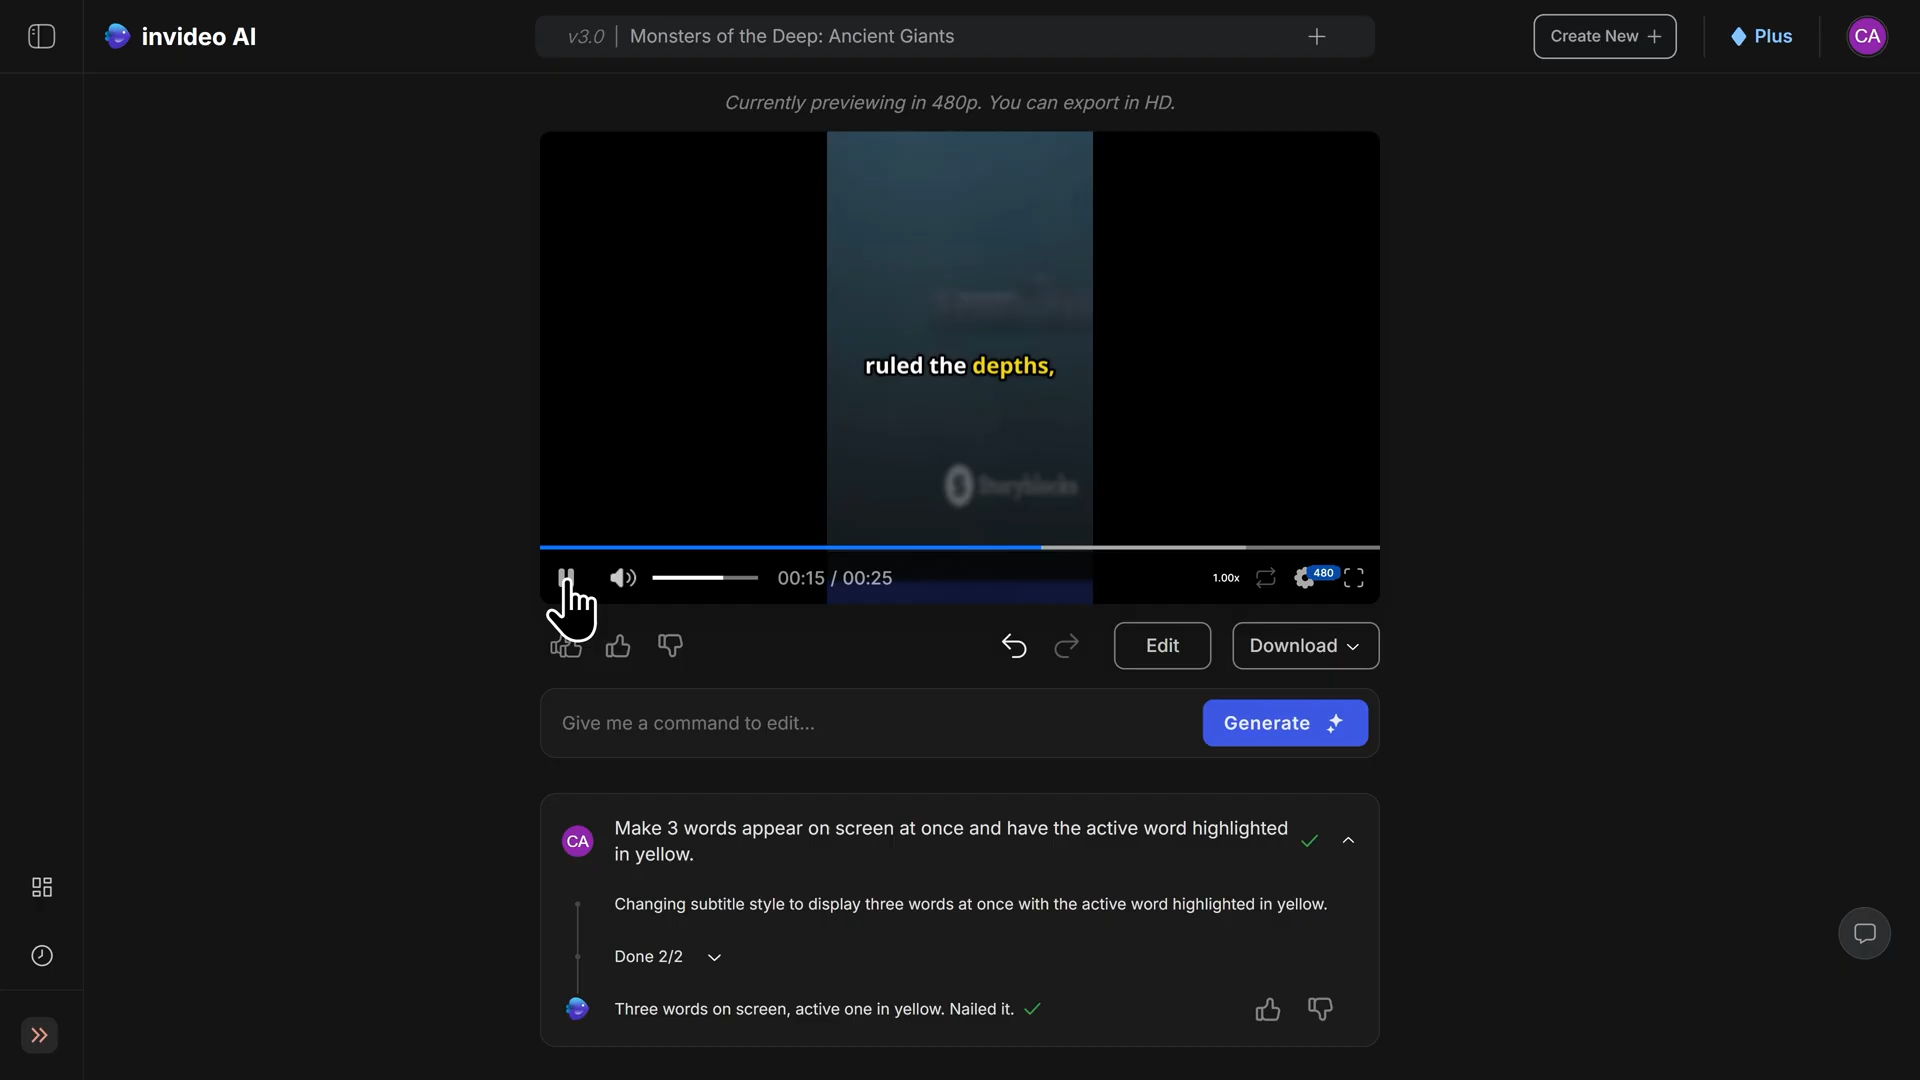 invideo AI
v3.0 | Monsters of the Deep: Ancient Giants
Create New
Plus
CA
Currently previewing in 480p. You can export in HD.
ruled the depths,
Storyblocks
00:15 / 00:25
1.00x
480
Edit
Download
Give me a command to edit...
Generate
CA
Make 3 words appear on screen at once and have the active word highlighted
in yellow.
Changing subtitle style to display three words at once with the active word highlighted in yellow.
Done 2/2
Three words on screen, active one in yellow. Nailed it.